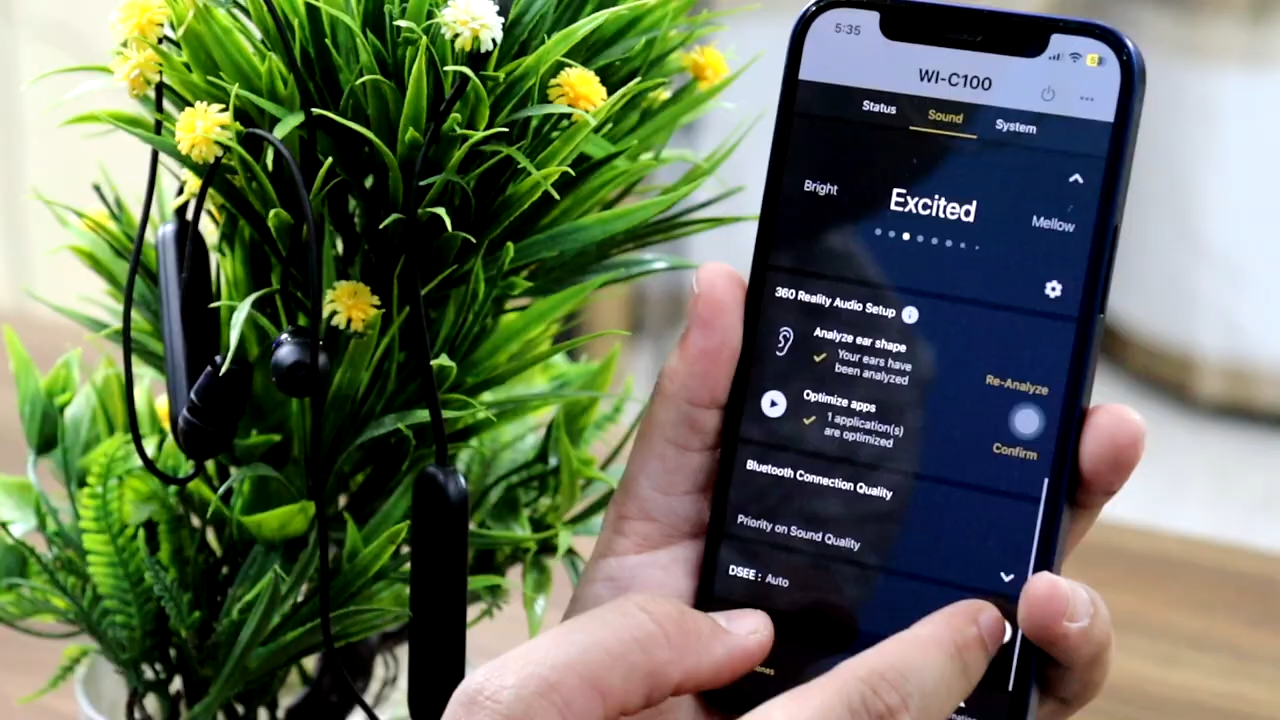 5:35
WI-C100
Status Sound System
Bright Excited Mellow
360 Reality Audio Setup
Analyze ear shape
Your ears have
been analyzed
Re-Analyze
Optimize apps
1 application(s)
are optimized
Confirm
Bluetooth Connection Quality
Priority on Sound Quality
DSEE : Auto